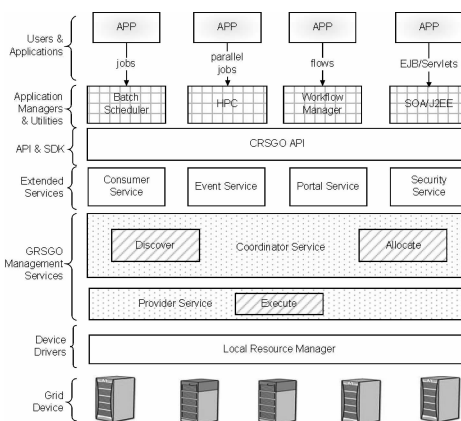 Users &
Applications
APP
APP
APP
APP
jobs
parallel
jobs
flows
EJB/Servlets
Application
Managers
& Utilities
Batch
Scheduler
HPC
Workflow
Manager
SOA/J2EE
API & SDK
CRSGO API
Extended
Services
Consumer
Service
Event Service
Portal Service
Security
Service
GRSGO
Management
Services
Discover
Coordinator Service
Allocate
Provider Service
Execute
Device
Drivers
Local Resource Manager
Grid
Device